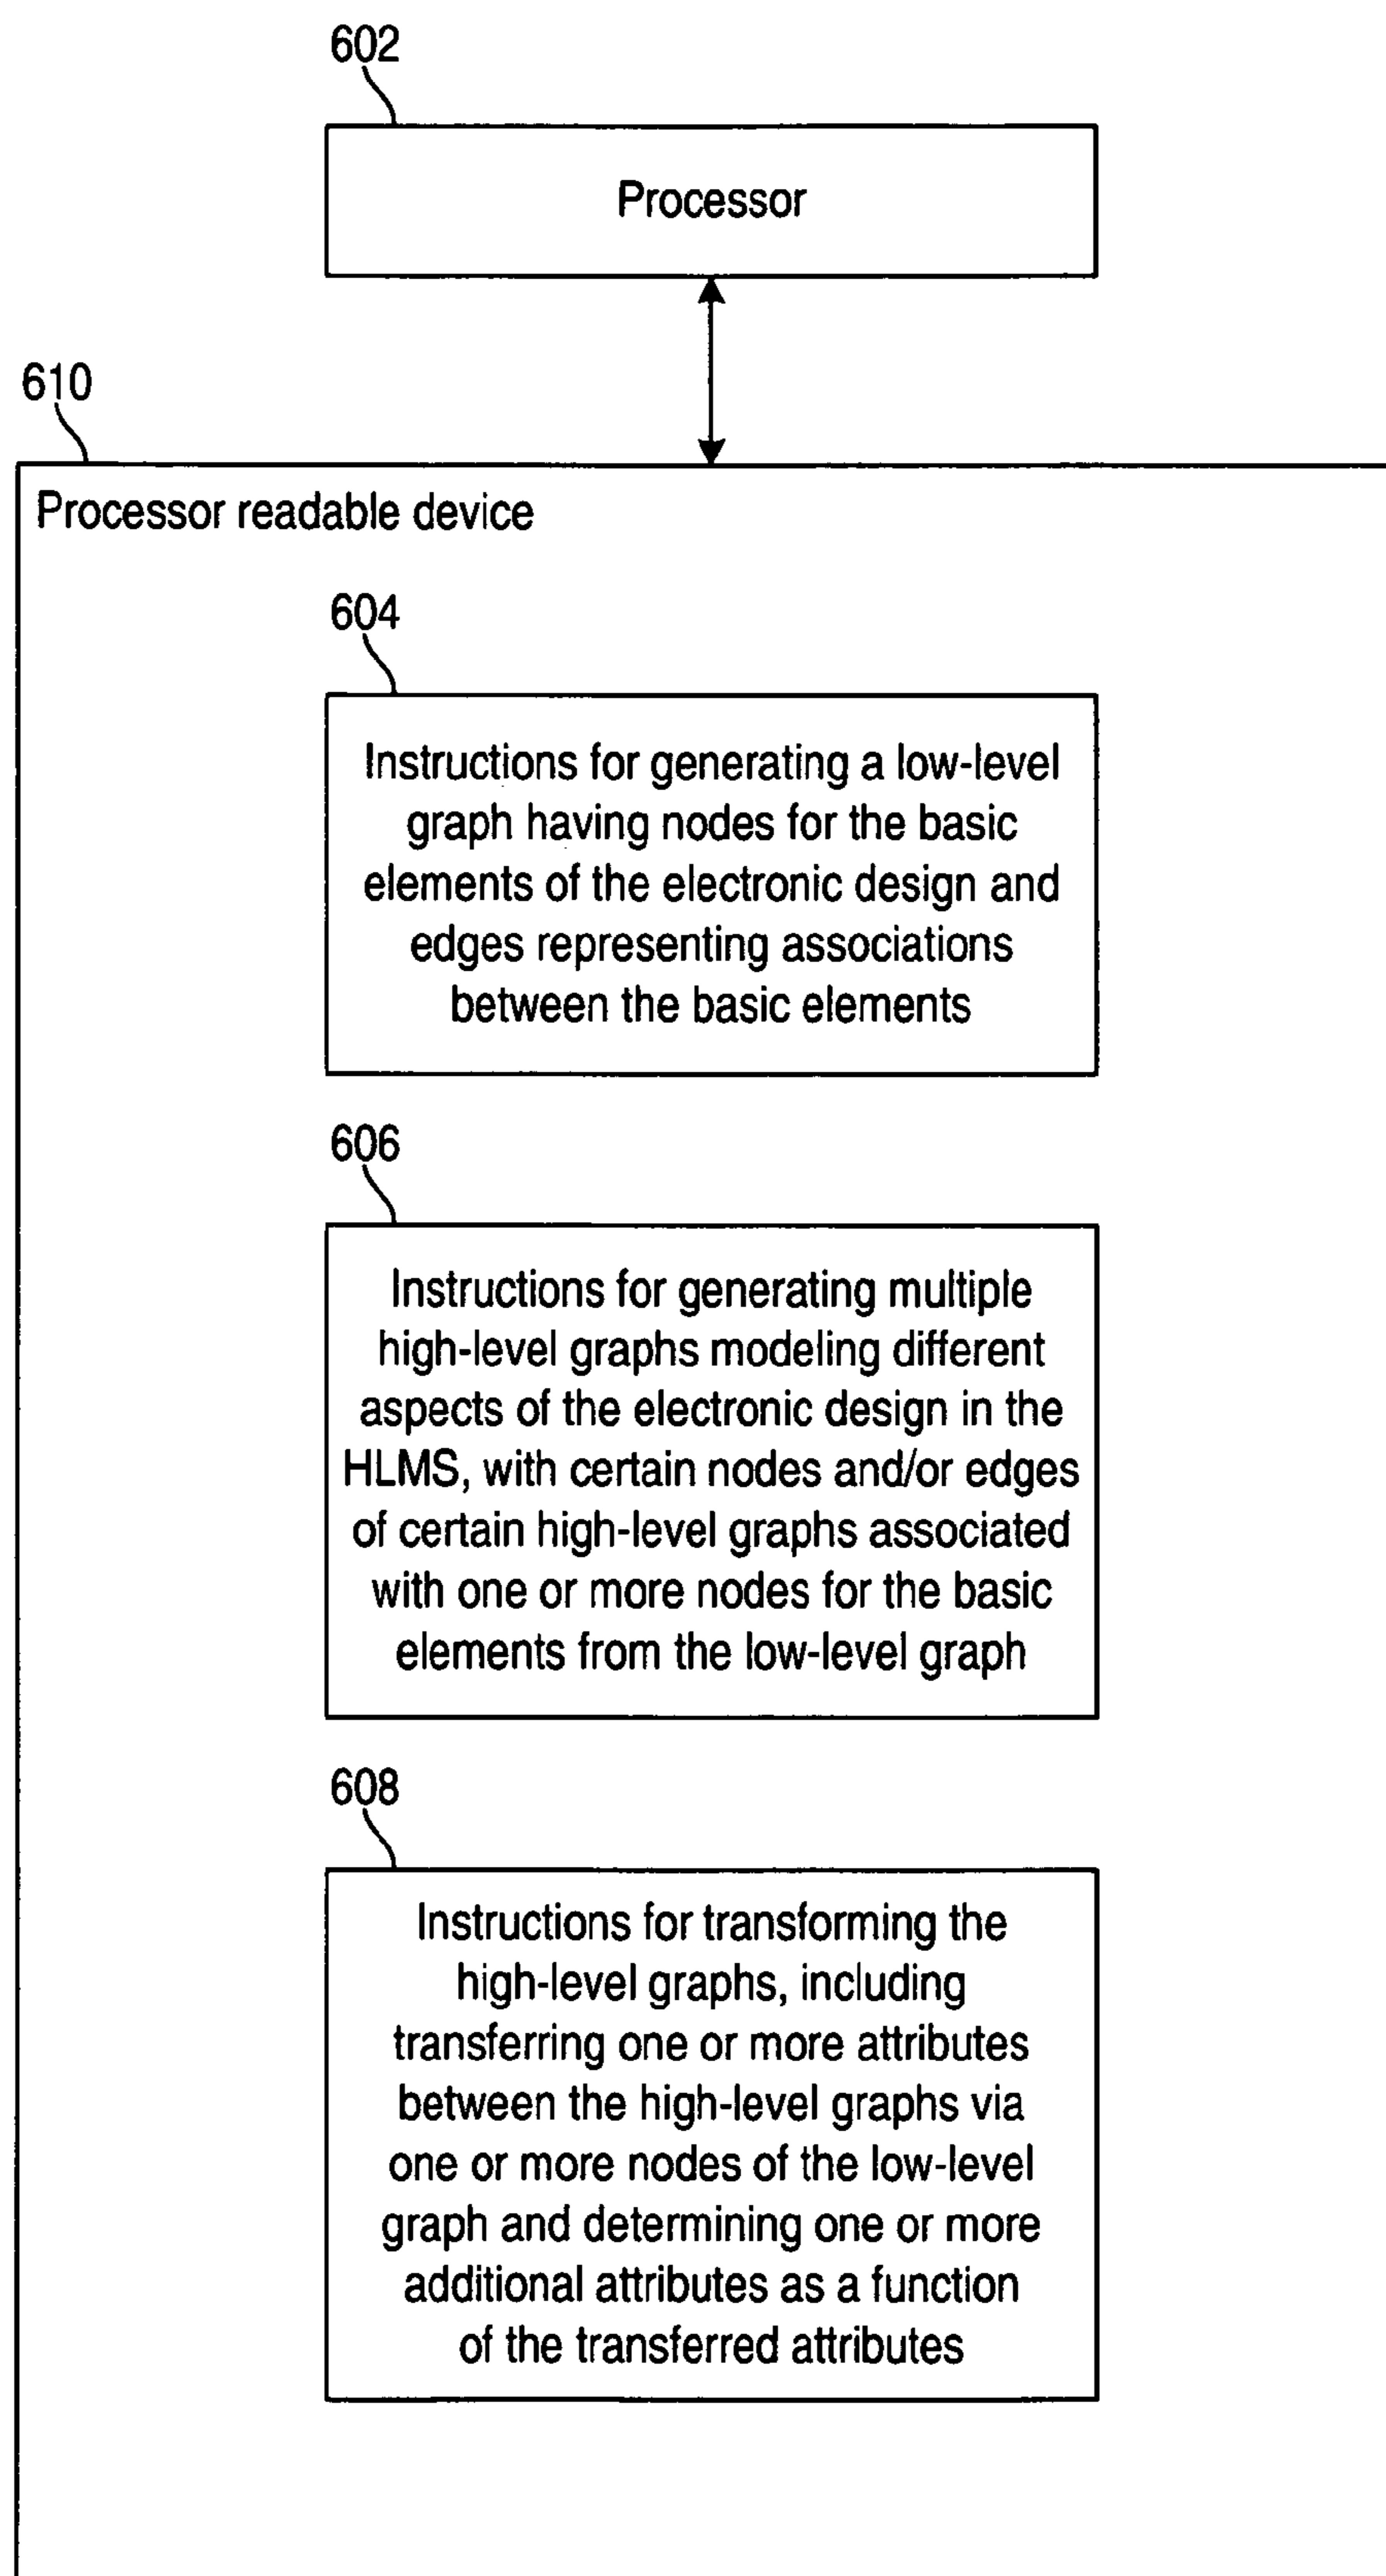 602
Processor
610
Processor readable device
604
Instructions for generating a low-level
graph having nodes for the basic
elements of the electronic design and
edges representing associations
between the basic elements
606
Instructions for generating multiple
high-level graphs modeling different
aspects of the electronic design in the
HLMS, with certain nodes and/or edges
of certain high-level graphs associated
with one or more nodes for the basic
elements from the low-level graph
608
Instructions for transforming the
high-level graphs, including
transferring one or more attributes
between the high-level graphs via
one or more nodes of the low-level
graph and determining one or more
additional attributes as a function
of the transferred attributes